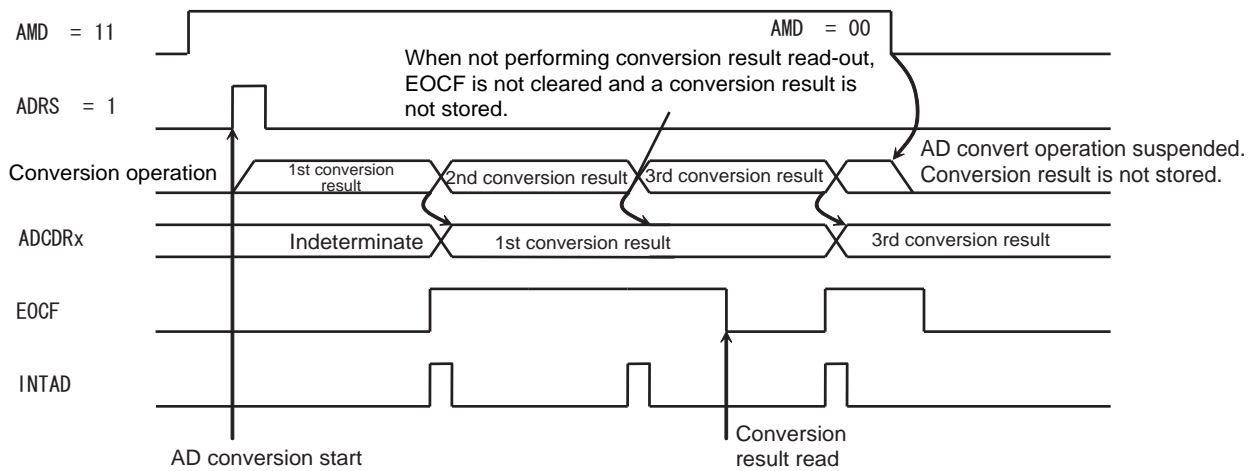 AMD = 11
AMD = 00
When not performing conversion result read-out,
EOCF is not cleared and a conversion result is
not stored.
ADRS = 1
AD convert operation suspended.
Conversion result is not stored.
Conversion operation
1st conversion
result
2nd conversion result
3rd conversion result
ADCDRx
Indeterminate
1st conversion result
3rd conversion result
EOCF
INTAD
AD conversion start
Conversion
result read